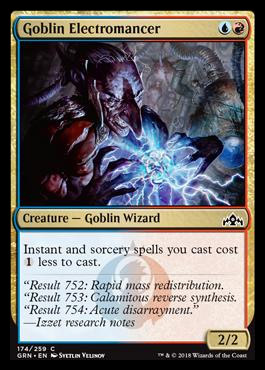 Goblin Electromancer
Creature — Goblin Wizard
Instant and sorcery spells you cast cost
1 less to cast.
"Result 752: Rapid mass redistribution.
"Result 753: Calamitous reverse synthesis.
"Result 754: Acute disarrayment."
—Izzet research notes
2/2
174/259 C
GRN • EN Svetlin Velinov
™ & © 2018 Wizards of the Coast